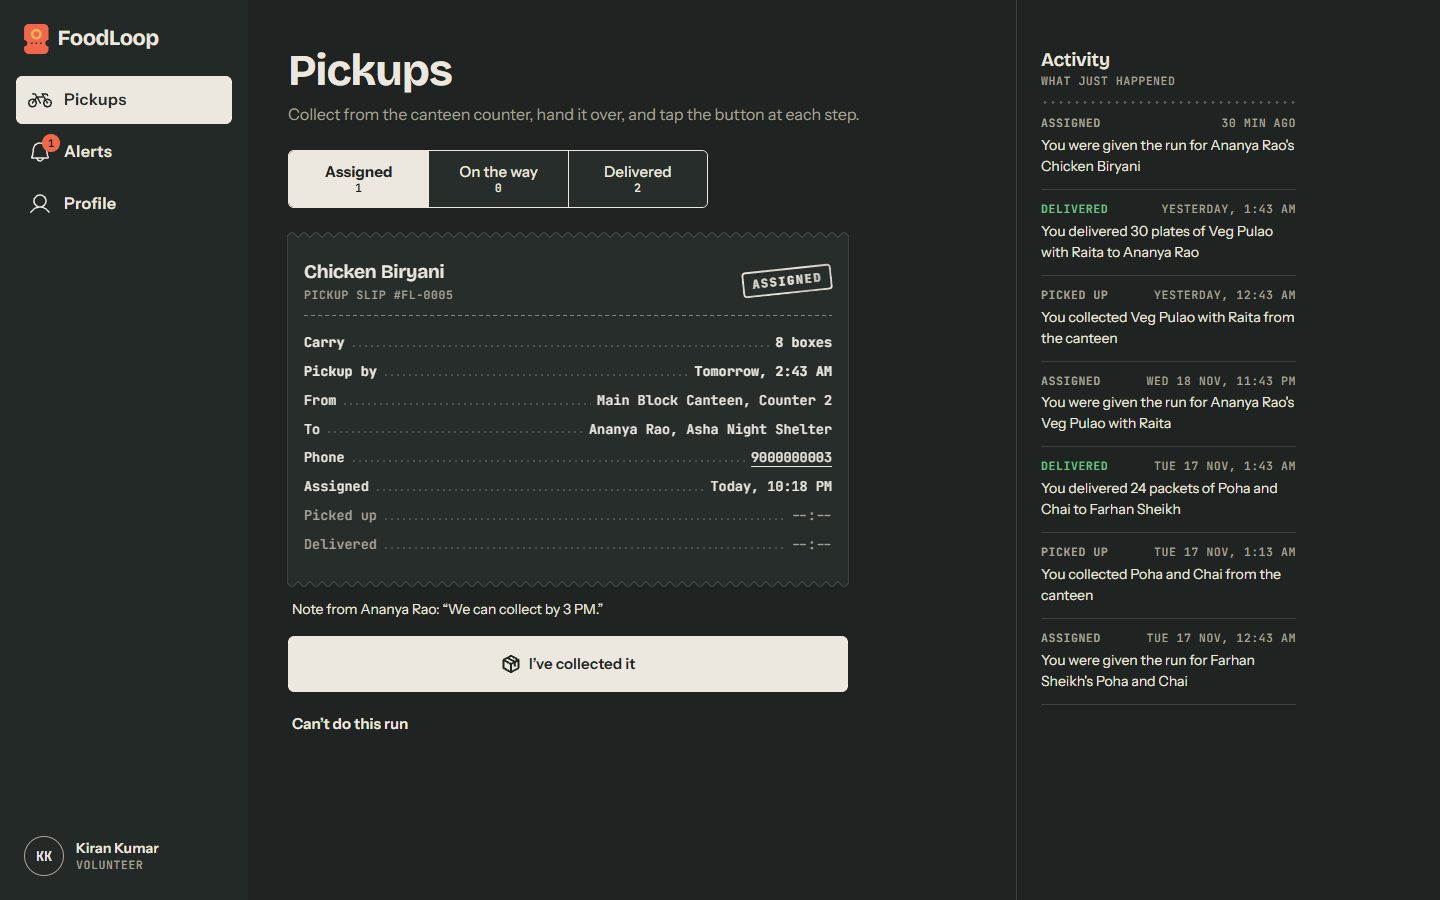 FoodLoop
Pickups
1
Alerts
Profile
KK
Kiran Kumar
VOLUNTEER
Pickups
Collect from the canteen counter, hand it over, and tap the button at each step.
Assigned
1
On the way
0
Delivered
2
Chicken Biryani
PICKUP SLIP #FL-0005
ASSIGNED
Carry 8 boxes
Pickup by Tomorrow, 2:43 AM
From Main Block Canteen, Counter 2
To Ananya Rao, Asha Night Shelter
Phone 9000000003
Assigned Today, 10:18 PM
Picked up --:--
Delivered --:--
Note from Ananya Rao: “We can collect by 3 PM.”
I’ve collected it
Can’t do this run
Activity
WHAT JUST HAPPENED
ASSIGNED 30 MIN AGO
You were given the run for Ananya Rao's
Chicken Biryani
DELIVERED YESTERDAY, 1:43 AM
You delivered 30 plates of Veg Pulao
with Raita to Ananya Rao
PICKED UP YESTERDAY, 12:43 AM
You collected Veg Pulao with Raita from
the canteen
ASSIGNED WED 18 NOV, 11:43 PM
You were given the run for Ananya Rao's
Veg Pulao with Raita
DELIVERED TUE 17 NOV, 1:43 AM
You delivered 24 packets of Poha and
Chai to Farhan Sheikh
PICKED UP TUE 17 NOV, 1:13 AM
You collected Poha and Chai from the
canteen
ASSIGNED TUE 17 NOV, 12:43 AM
You were given the run for Farhan
Sheikh's Poha and Chai